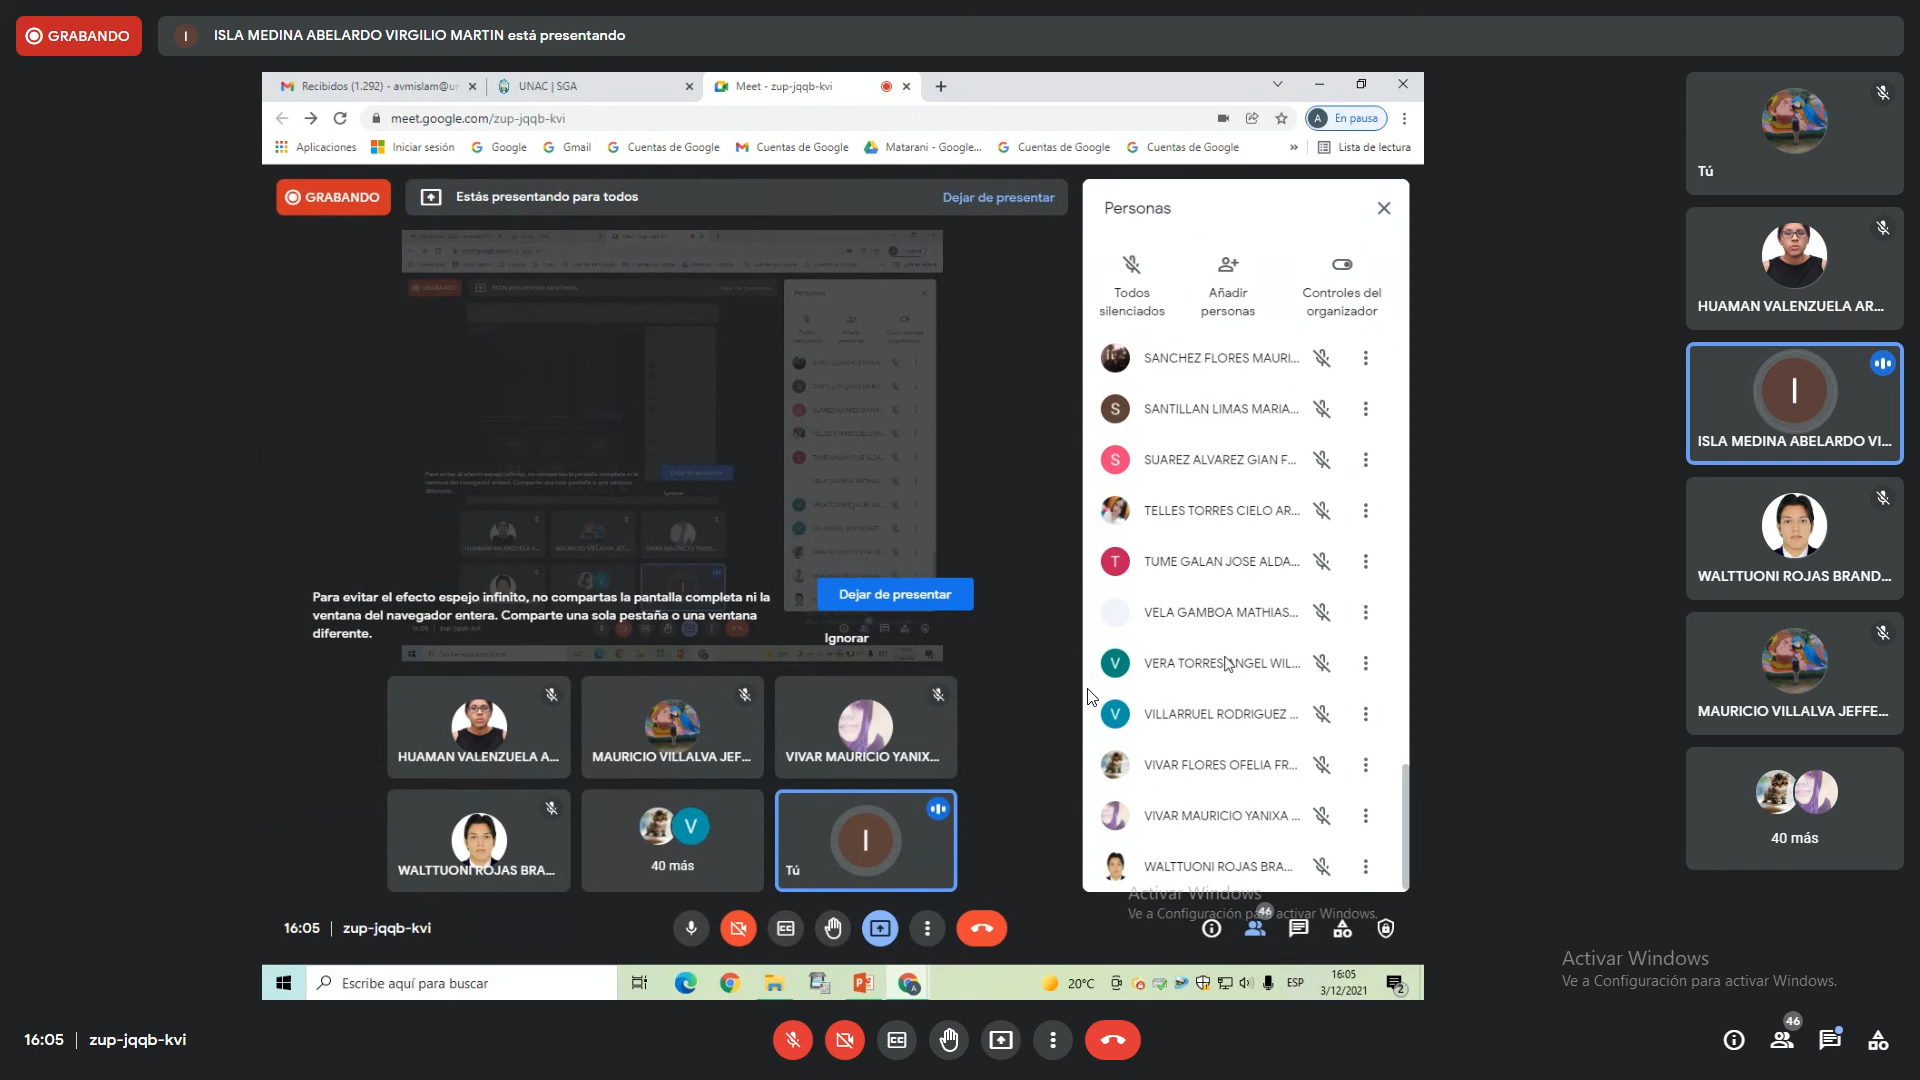 GRABANDO
I
ISLA MEDINA ABELARDO VIRGILIO MARTIN está presentando
Recibidos (1.292) - avmislam@ur
UNAC | SGA
Meet - zup-jqqb-kvi
meet.google.com/zup-jqqb-kvi
A En pausa
Aplicaciones
Iniciar sesión
Google
Gmail
Cuentas de Google
Cuentas de Google
Matarani - Google...
Cuentas de Google
Cuentas de Google
»
Lista de lectura
GRABANDO
Estás presentando para todos
Dejar de presentar
Personas
Todos silenciados
Añadir personas
Controles del organizador
SANCHEZ FLORES MAURI...
S SANTILLAN LIMAS MARIA...
S SUAREZ ALVAREZ GIAN F...
TELLES TORRES CIELO AR...
T TUME GALAN JOSE ALDA...
VELA GAMBOA MATHIAS...
V VERA TORRES ANGEL WIL...
V VILLARRUEL RODRIGUEZ ...
VIVAR FLORES OFELIA FR...
VIVAR MAURICIO YANIXA ...
WALTTUONI ROJAS BRA...
Para evitar el efecto espejo infinito, no compartas la pantalla completa ni la
ventana del navegador entera. Comparte una sola pestaña o una ventana
diferente.
Dejar de presentar
Ignorar
HUAMAN VALENZUELA A...
MAURICIO VILLALVA JEF...
VIVAR MAURICIO YANIX...
WALTTUONI ROJAS BRA...
V
40 más
I
Tú
Activar Windows
Ve a Configuración para activar Windows.
16:05 | zup-jqqb-kvi
46
Escribe aquí para buscar
20°C
ESP
16:05
3/12/2021
2
Tú
HUAMAN VALENZUELA AR...
I
ISLA MEDINA ABELARDO VI...
WALTTUONI ROJAS BRAND...
MAURICIO VILLALVA JEFFE...
40 más
Activar Windows
Ve a Configuración para activar Windows.
16:05 | zup-jqqb-kvi
46